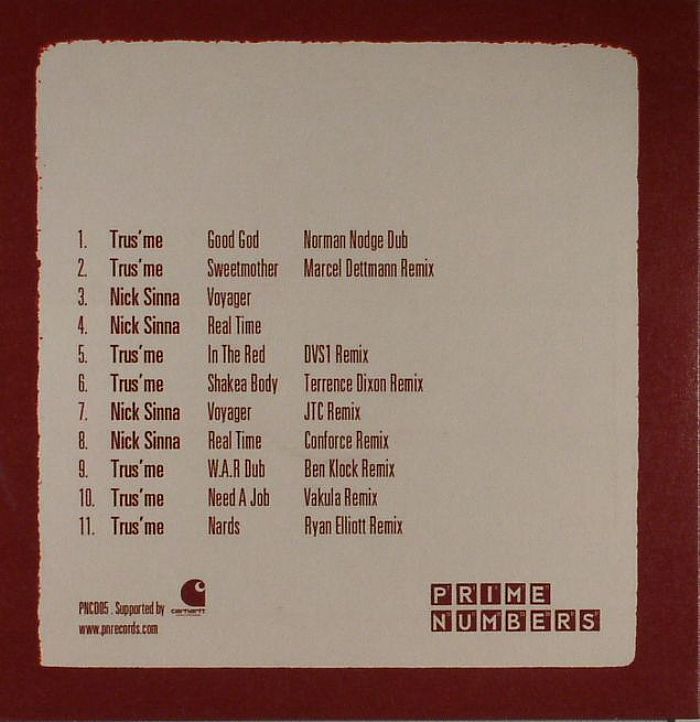 1. Trus'me Good God Norman Nodge Dub
2. Trus'me Sweetmother Marcel Dettmann Remix
3. Nick Sinna Voyager
4. Nick Sinna Real Time
5. Trus'me In The Red DVS1 Remix
6. Trus'me Shakea Body Terrence Dixon Remix
7. Nick Sinna Voyager JTC Remix
8. Nick Sinna Real Time Conforce Remix
9. Trus'me W.A.R Dub Ben Klock Remix
10. Trus'me Need A Job Vakula Remix
11. Trus'me Nards Ryan Elliott Remix
PNCD05 . Supported by carhartt
www.pnrecords.com
PRIME
NUMBERS